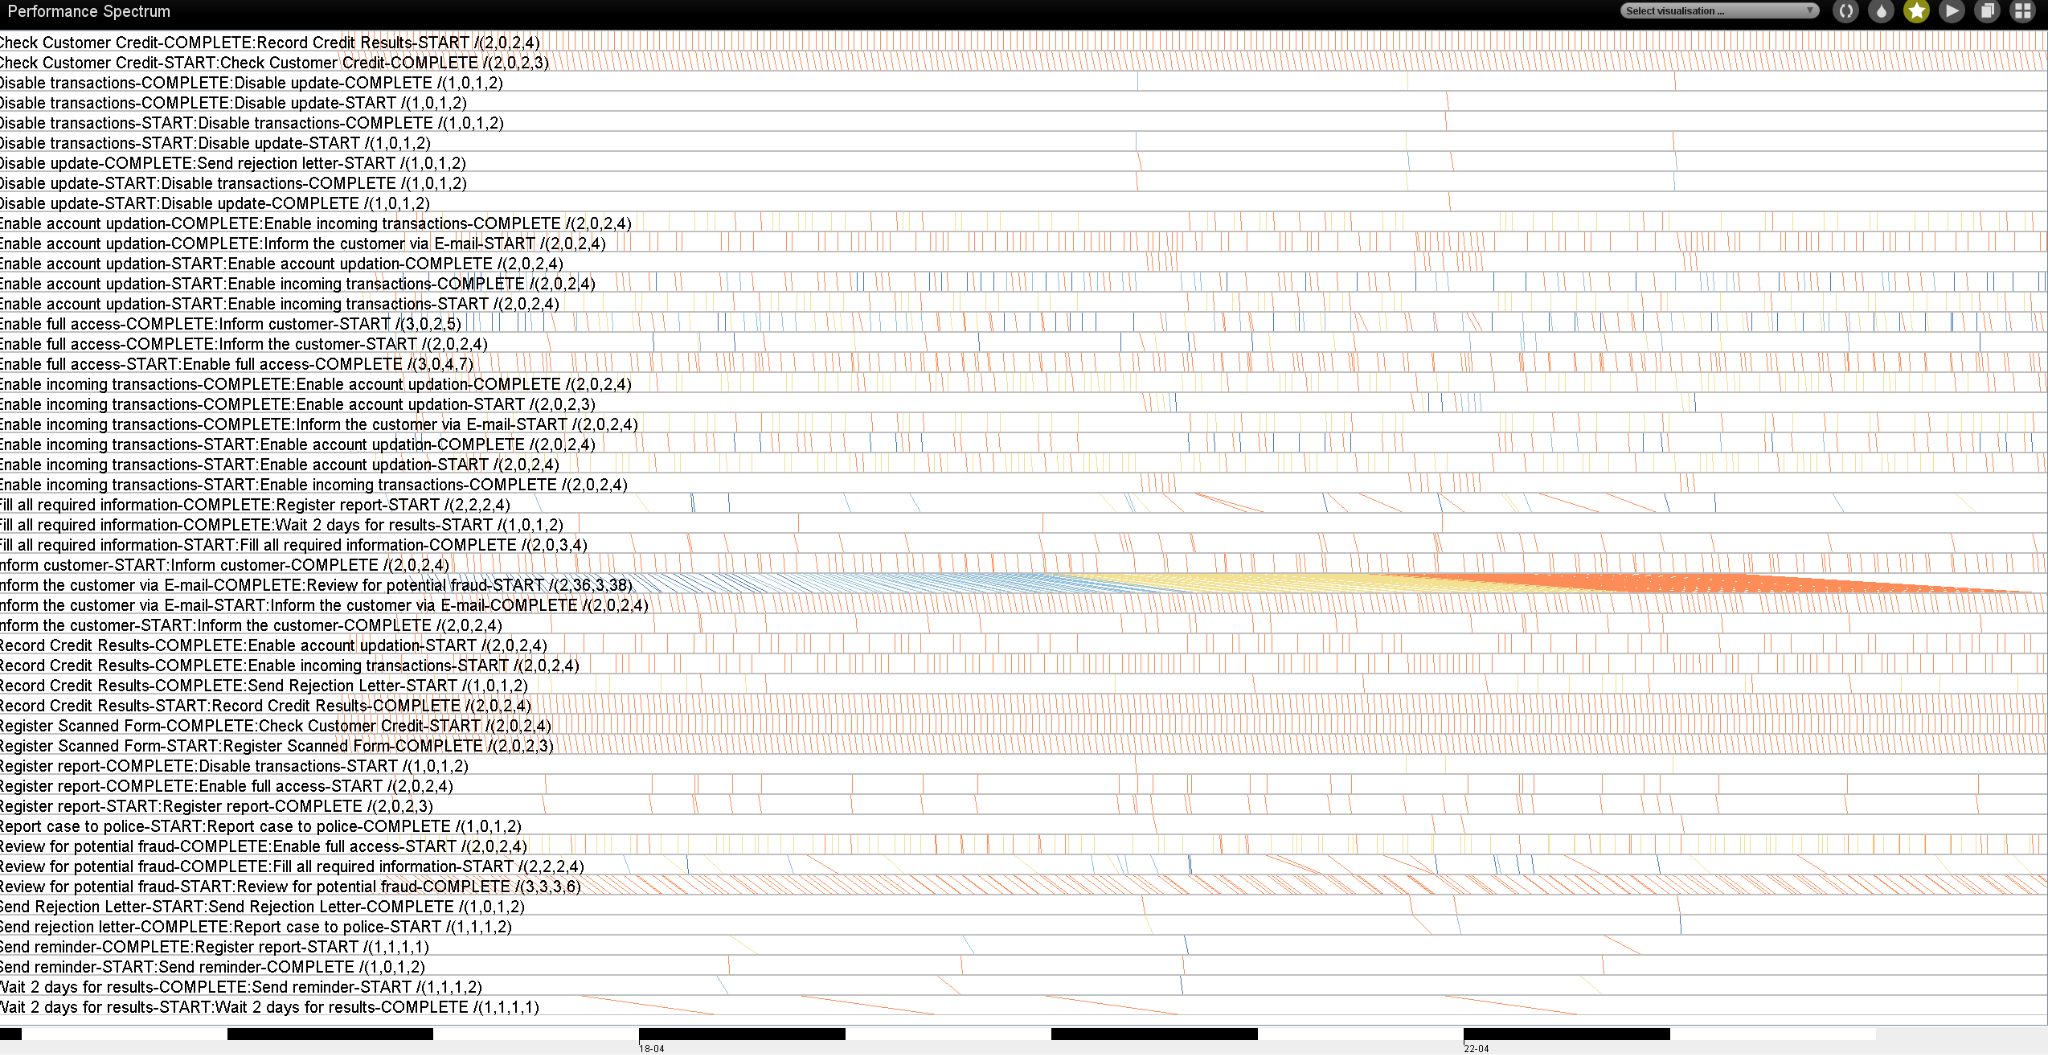 Performance Spectrum
Select visualisation ...
Check Customer Credit-COMPLETE:Record Credit Results-START /(2,0,2,4)
Check Customer Credit-START:Check Customer Credit-COMPLETE /(2,0,2,3)
Disable transactions-COMPLETE:Disable update-COMPLETE /(1,0,1,2)
Disable transactions-COMPLETE:Disable update-START /(1,0,1,2)
Disable transactions-START:Disable transactions-COMPLETE /(1,0,1,2)
Disable transactions-START:Disable update-START /(1,0,1,2)
Disable update-COMPLETE:Send rejection letter-START /(1,0,1,2)
Disable update-START:Disable transactions-COMPLETE /(1,0,1,2)
Disable update-START:Disable update-COMPLETE /(1,0,1,2)
Enable account updation-COMPLETE:Enable incoming transactions-COMPLETE /(2,0,2,4)
Enable account updation-COMPLETE:Inform the customer via E-mail-START /(2,0,2,4)
Enable account updation-START:Enable account updation-COMPLETE /(2,0,2,4)
Enable account updation-START:Enable incoming transactions-COMPLETE /(2,0,2,4)
Enable account updation-START:Enable incoming transactions-START /(2,0,2,4)
Enable full access-COMPLETE:Inform customer-START /(3,0,2,5)
Enable full access-COMPLETE:Inform the customer-START /(2,0,2,4)
Enable full access-START:Enable full access-COMPLETE /(3,0,4,7)
Enable incoming transactions-COMPLETE:Enable account updation-COMPLETE /(2,0,2,4)
Enable incoming transactions-COMPLETE:Enable account updation-START /(2,0,2,3)
Enable incoming transactions-COMPLETE:Inform the customer via E-mail-START /(2,0,2,4)
Enable incoming transactions-START:Enable account updation-COMPLETE /(2,0,2,4)
Enable incoming transactions-START:Enable account updation-START /(2,0,2,4)
Enable incoming transactions-START:Enable incoming transactions-COMPLETE /(2,0,2,4)
Fill all required information-COMPLETE:Register report-START /(2,2,2,4)
Fill all required information-COMPLETE:Wait 2 days for results-START /(1,0,1,2)
Fill all required information-START:Fill all required information-COMPLETE /(2,0,3,4)
nform customer-START:Inform customer-COMPLETE /(2,0,2,4)
nform the customer via E-mail-COMPLETE:Review for potential fraud-START /(2,36,3,38)
nform the customer via E-mail-START:Inform the customer via E-mail-COMPLETE /(2,0,2,4)
nform the customer-START:Inform the customer-COMPLETE /(2,0,2,4)
Record Credit Results-COMPLETE:Enable account updation-START /(2,0,2,4)
Record Credit Results-COMPLETE:Enable incoming transactions-START /(2,0,2,4)
Record Credit Results-COMPLETE:Send Rejection Letter-START /(1,0,1,2)
Record Credit Results-START:Record Credit Results-COMPLETE /(2,0,2,4)
Register Scanned Form-COMPLETE:Check Customer Credit-START /(2,0,2,4)
Register Scanned Form-START:Register Scanned Form-COMPLETE /(2,0,2,3)
Register report-COMPLETE:Disable transactions-START /(1,0,1,2)
Register report-COMPLETE:Enable full access-START /(2,0,2,4)
Register report-START:Register report-COMPLETE /(2,0,2,3)
Report case to police-START:Report case to police-COMPLETE /(1,0,1,2)
Review for potential fraud-COMPLETE:Enable full access-START /(2,0,2,4)
Review for potential fraud-COMPLETE:Fill all required information-START /(2,2,2,4)
Review for potential fraud-START:Review for potential fraud-COMPLETE /(3,3,3,6)
Send Rejection Letter-START:Send Rejection Letter-COMPLETE /(1,0,1,2)
Send rejection letter-COMPLETE:Report case to police-START /(1,1,1,2)
Send reminder-COMPLETE:Register report-START /(1,1,1,1)
Send reminder-START:Send reminder-COMPLETE /(1,0,1,2)
Wait 2 days for results-COMPLETE:Send reminder-START /(1,1,1,2)
Wait 2 days for results-START:Wait 2 days for results-COMPLETE /(1,1,1,1)
18-04
22-04